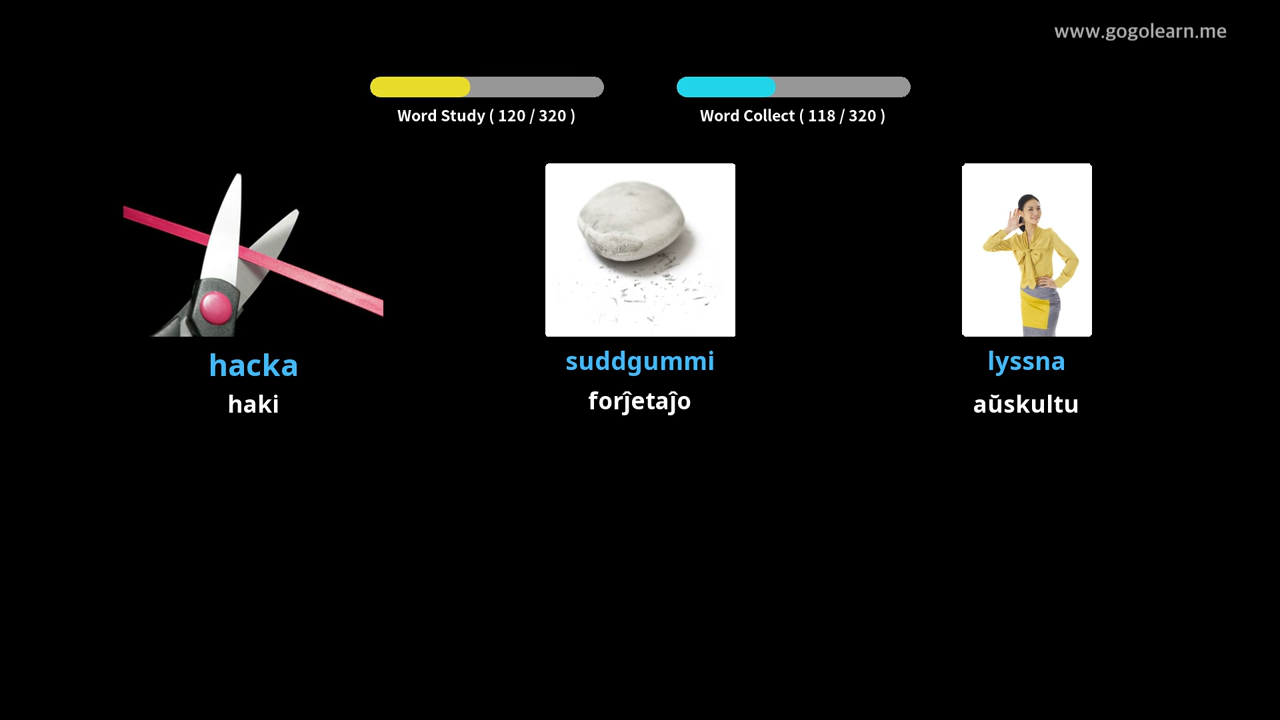 www.gogolearn.me
Word Study ( 120 / 320 )
Word Collect ( 118 / 320 )
hacka
suddgummi
lyssna
haki
forĵetaĵo
aŭskultu